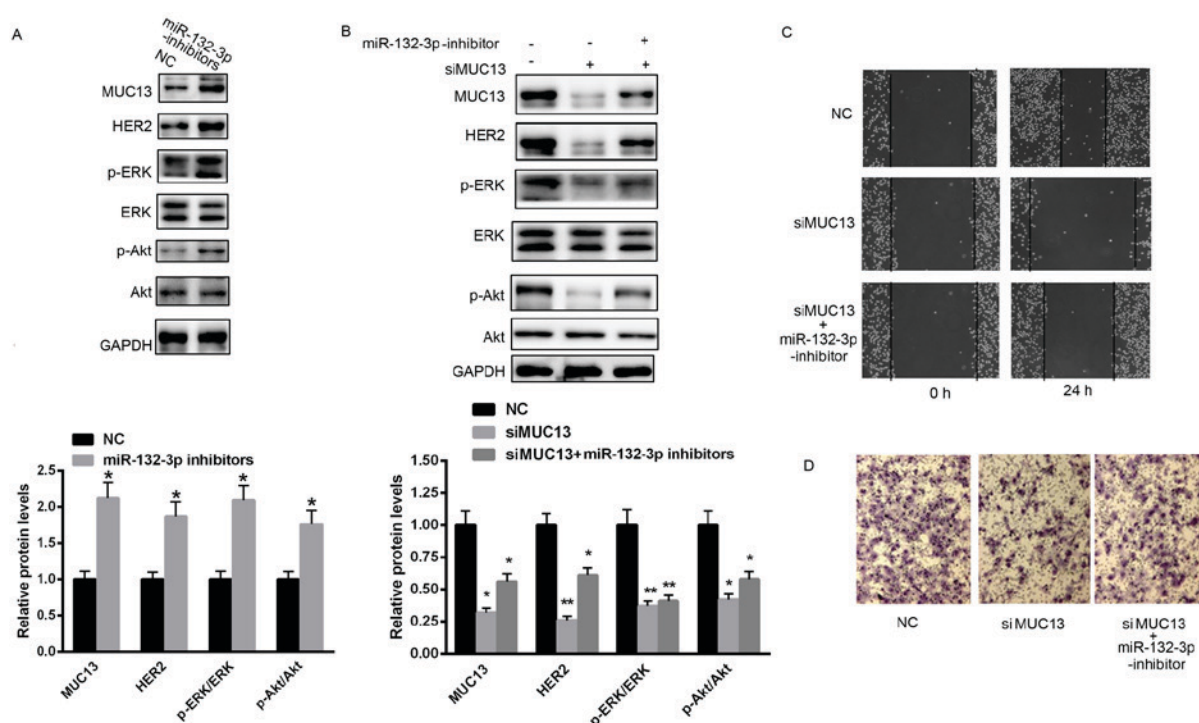 A
NC
miR-132-3p
-inhibitors
MUC13
HER2
p-ERK
ERK
p-Akt
Akt
GAPDH
NC
miR-132-3p inhibitors
Relative protein levels
2.5
2.0
1.5
1.0
0.5
0.0
* * * *
MUC13
HER2
p-ERK/ERK
p-Akt/Akt
B
miR-132-3p-inhibitor - - +
siMUC13 - + +
MUC13
HER2
p-ERK
ERK
p-Akt
Akt
GAPDH
NC
siMUC13
siMUC13+miR-132-3p inhibitors
Relative protein levels
1.50
1.25
1.00
0.75
0.50
0.25
0.00
* * ** * ** ** * *
MUC13
HER2
p-ERK/ERK
p-Akt/Akt
C
NC
siMUC13
siMUC13
+
miR-132-3p
-inhibitor
0 h 24 h
D
NC
siMUC13
siMUC13
+
miR-132-3p
-inhibitor